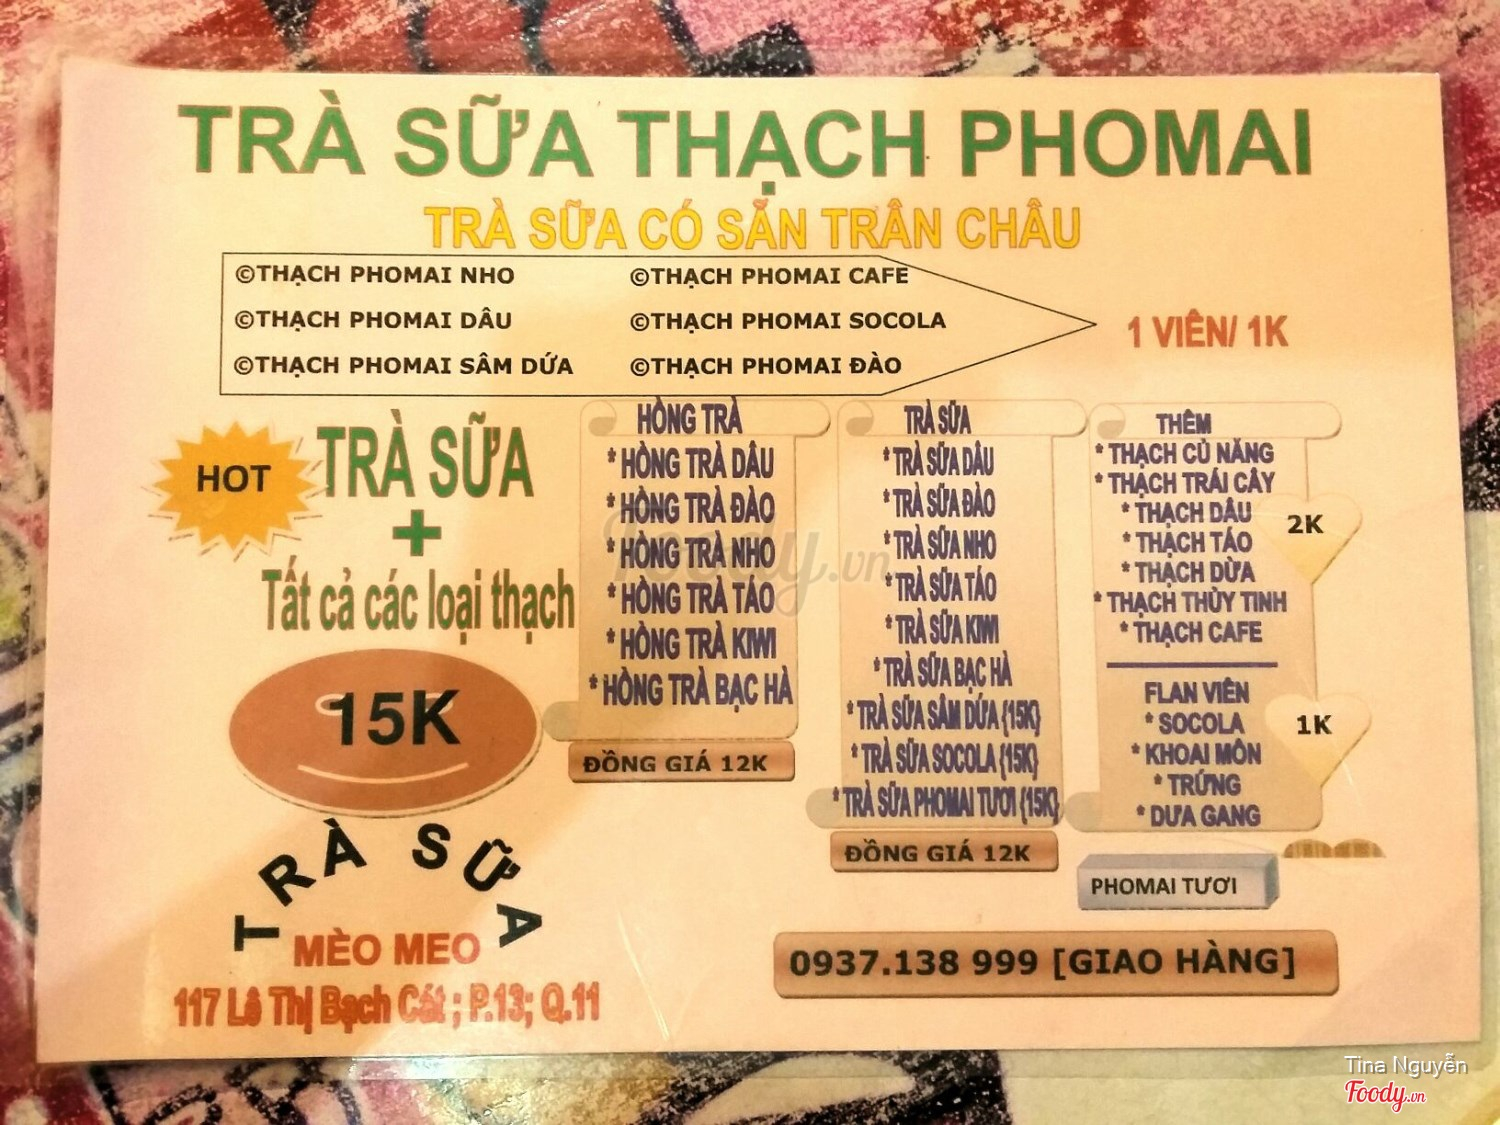 TRÀ SỮA THẠCH PHOMAI
TRÀ SỮA CÓ SẴN TRÂN CHÂU
©THẠCH PHOMAI NHO
©THẠCH PHOMAI DÂU
©THẠCH PHOMAI SÂM DỨA
©THẠCH PHOMAI CAFE
©THẠCH PHOMAI SOCOLA
©THẠCH PHOMAI ĐÀO
1 VIÊN/ 1K
HOT
TRÀ SỮA
+
Tất cả các loại thạch
15K
HỒNG TRÀ
* HỒNG TRÀ DÂU
* HỒNG TRÀ ĐÀO
* HỒNG TRÀ NHO
* HỒNG TRÀ TÁO
* HỒNG TRÀ KIWI
* HỒNG TRÀ BẠC HÀ
ĐỒNG GIÁ 12K
TRÀ SỮA
* TRÀ SỮA DÂU
* TRÀ SỮA ĐÀO
* TRÀ SỮA NHO
* TRÀ SỮA TÁO
* TRÀ SỮA KIWI
* TRÀ SỮA BẠC HÀ
* TRÀ SỮA SÂM DỨA {15K}
* TRÀ SỮA SOCOLA {15K}
* TRÀ SỮA PHOMAI TƯƠI {15K}
ĐỒNG GIÁ 12K
THÊM
* THẠCH CỦ NĂNG
* THẠCH TRÁI CÂY
* THẠCH DÂU
* THẠCH TÁO
* THẠCH DỪA
* THẠCH THỦY TINH
* THẠCH CAFE
2K
FLAN VIÊN
* SOCOLA
* KHOAI MÔN
* TRỨNG
* DƯA GANG
1K
PHOMAI TƯƠI
TRÀ SỮA
MÈO MEO
117 Lê Thị Bạch Cát ; P.13; Q.11
0937.138 999 [GIAO HÀNG]
Foody.vn
Tina Nguyễn
Foody.vn